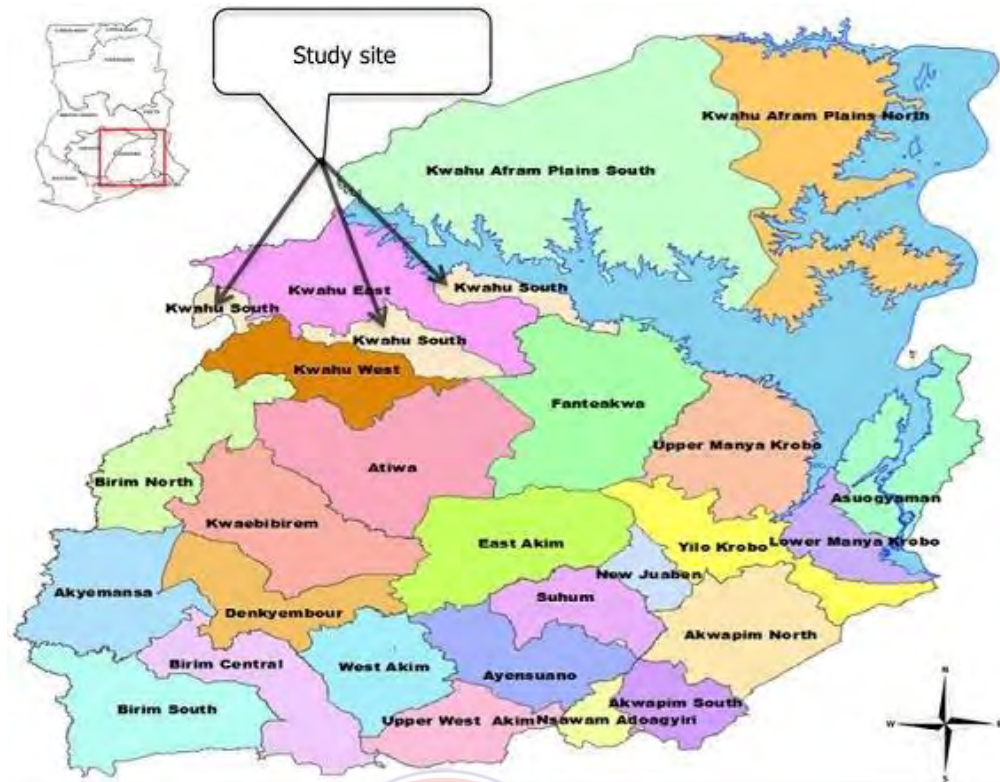 Study site
Kwahu Afram Plains North
Kwahu Afram Plains South
Kwahu East
Kwahu South
Kwahu South
Kwahu South
Kwahu West
Fanteakwa
Upper Manya Krobo
Atiwa
Birim North
Asuogyaman
Kwaebibirem
East Akim
Yilo Krobo
Lower Manya Krobo
New Juaben
Akyemansa
Suhum
Denkyembour
Akwapim North
Birim Central
West Akim
Ayensuano
Akwapim South
Birim South
Upper West Akim
Nsawam Adoagyiri
N
W
E
S